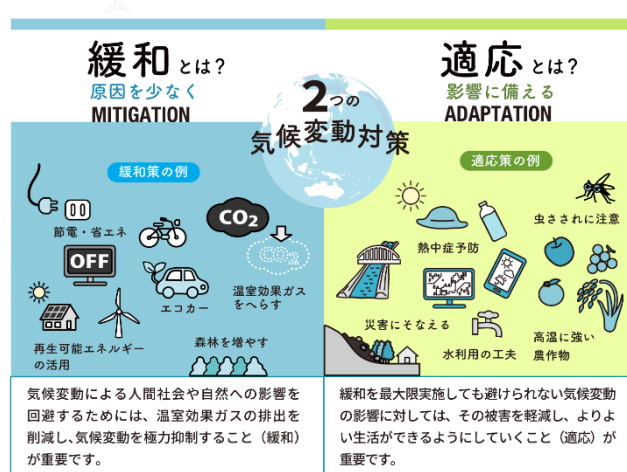 緩和とは?
原因を少なく
MITIGATION
2つの
気候変動対策
適応とは?
影響に備える
ADAPTATION
緩和策の例
節電・省エネ
OFF
CO₂
CO₂
温室効果ガス
をへらす
エコカー
再生可能エネルギー
の活用
森林を増やす
適応策の例
虫さされに注意
熱中症予防
災害にそなえる
水利用の工夫
高温に強い
農作物
気候変動による人間社会や自然への影響を
回避するためには、温室効果ガスの排出を
削減し、気候変動を極力抑制すること（緩和）
が重要です。
緩和を最大限実施しても避けられない気候変動
の影響に対しては、その被害を軽減し、よりよ
い生活ができるようにしていくこと（適応）が
重要です。